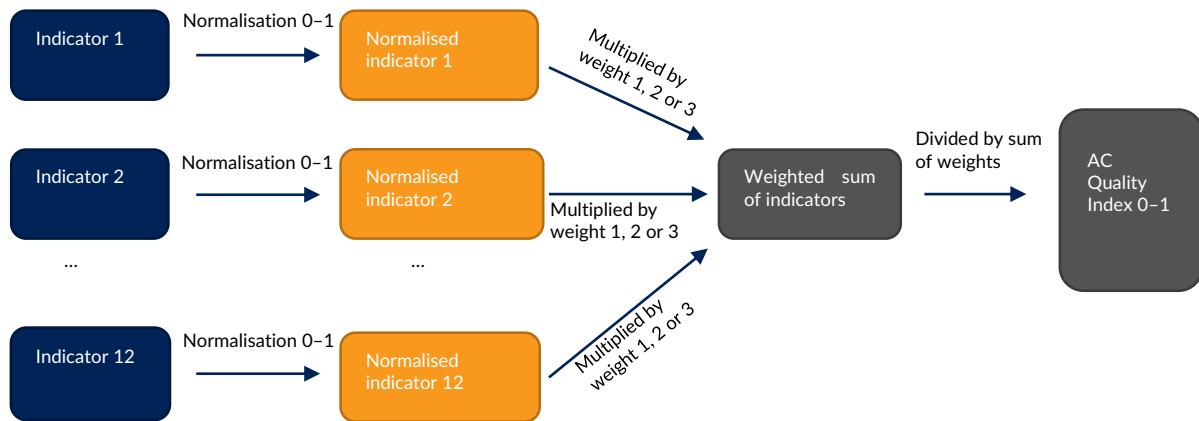 Indicator 1
Normalisation 0–1
Normalised
indicator 1
Multiplied by
weight 1, 2 or 3
Indicator 2
Normalisation 0–1
Normalised
indicator 2
Multiplied by
weight 1, 2 or 3
Weighted sum
of indicators
Divided by sum
of weights
AC
Quality
Index 0–1
...
...
Indicator 12
Normalisation 0–1
Normalised
indicator 12
Multiplied by
weight 1, 2 or 3